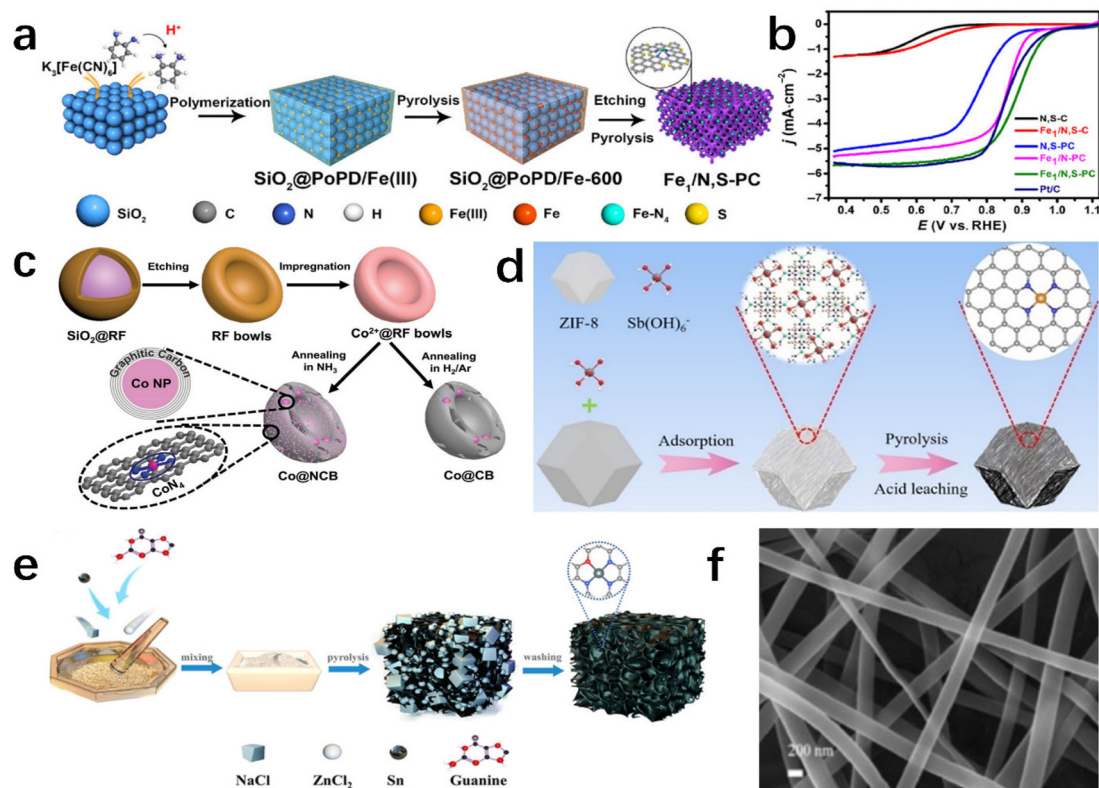 a
K₃[Fe(CN)₆]
H⁺
Polymerization
Pyrolysis
Etching
Pyrolysis
SiO₂@PoPD/Fe(III)
SiO₂@PoPD/Fe-600
Fe₁/N,S-PC
SiO₂
C
N
H
Fe(III)
Fe
Fe-N₄
S
b
0
-1
-2
-3
-4
-5
-6
-7
j (mA·cm⁻²)
N,S-C
Fe₁/N,S-C
N,S-PC
Fe₁/N-PC
Fe₁/N,S-PC
Pt/C
0.4 0.5 0.6 0.7 0.8 0.9 1.0 1.1
E (V vs. RHE)
c
Etching
Impregnation
SiO₂@RF
RF bowls
Co²⁺@RF bowls
Graphitic Carbon
Co NP
Annealing
in NH₃
Annealing
in H₂/Ar
CoN₄
Co@NCB
Co@CB
d
ZIF-8
Sb(OH)₆⁻
+
Adsorption
Pyrolysis
Acid leaching
e
mixing
pyrolysis
washing
NaCl
ZnCl₂
Sn
Guanine
f
200 nm